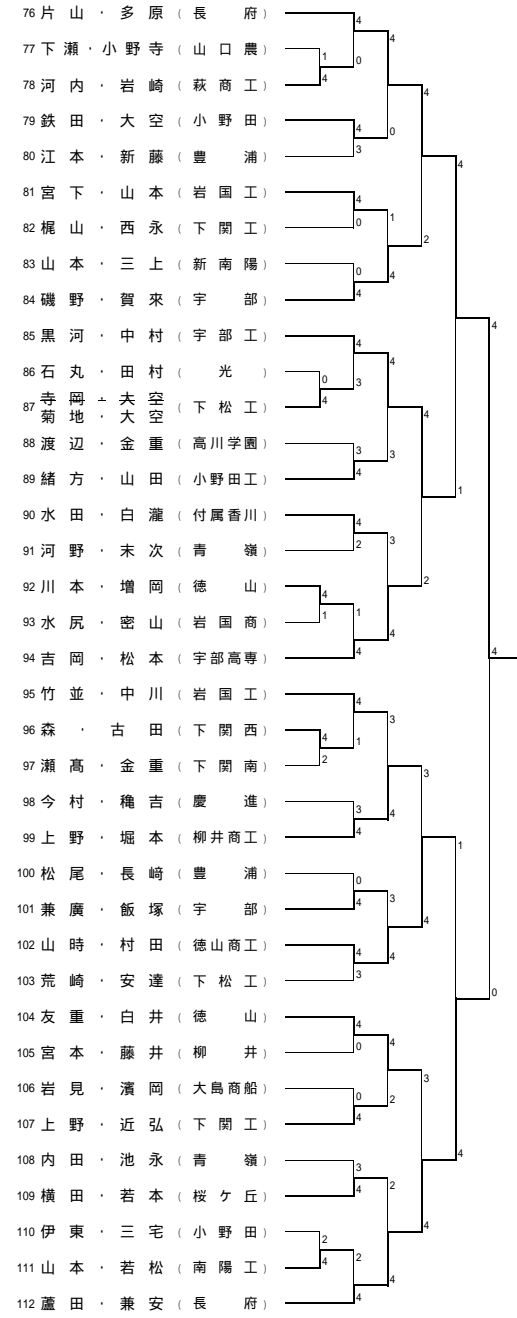 76 片山・多原（長府）
77 下瀬・小野寺（山口農）
78 河内・岩崎（萩商工）
79 鉄田・大空（小野田）
80 江本・新藤（豊浦）
81 宮下・山本（岩国工）
82 梶山・西永（下関工）
83 山本・三上（新南陽）
84 磯野・賀來（宇部）
85 黒河・中村（宇部工）
86 石丸・田村（光）
寺岡・大空
87 菊地・大空（下松工）
88 渡辺・金重（高川学園）
89 緒方・山田（小野田工）
90 水田・白瀧（付属香川）
91 河野・末次（青嶺）
92 川本・増岡（徳山）
93 水尻・密山（岩国商）
94 吉岡・松本（宇部高専）
95 竹並・中川（岩国工）
96 森・古田（下関西）
97 瀬髙・金重（下関南）
98 今村・穐吉（慶進）
99 上野・堀本（柳井商工）
100 松尾・長﨑（豊浦）
101 兼廣・飯塚（宇部）
102 山時・村田（徳山商工）
103 荒崎・安達（下松工）
104 友重・白井（徳山）
105 宮本・藤井（柳井）
106 岩見・濱岡（大島商船）
107 上野・近弘（下関工）
108 内田・池永（青嶺）
109 横田・若本（桜ケ丘）
110 伊東・三宅（小野田）
111 山本・若松（南陽工）
112 蘆田・兼安（長府）
1
4
0
4
4
2
4
1
2
4
4
0
4
3
4
0
0
4
4
3
3
4
4
2
1
4
4
1
3
4
0
4
4
3
4
0
0
4
3
4
2
4
4
0
1
4
4
3
3
4
3
4
3
4
4
2
2
4
4
2
4
2
3
4
3
4
4
1
1
4
4
0
4